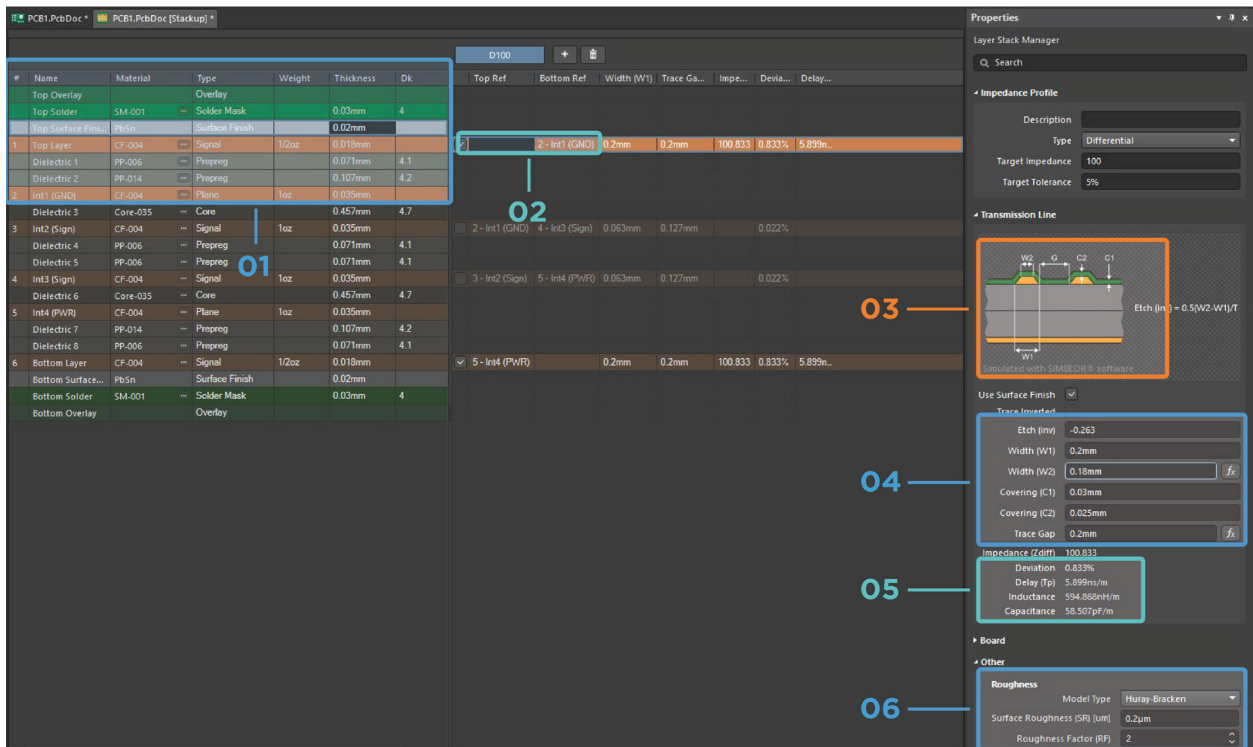 PCB1.PcbDoc * PCB1.PcbDoc [Stackup] *
Properties
Layer Stack Manager
Search
D100 +
# Name Material Type Weight Thickness Dk Top Ref Bottom Ref Width (W1) Trace Ga... Impe... Devia... Delay...
Top Overlay Overlay
Top Solder SM-001 Solder Mask 0.03mm 4
Top Surface Fini... PbSn Surface Finish 0.02mm
1 Top Layer CF-004 Signal 1/2oz 0.018mm 2 - Int1 (GND) 0.2mm 0.2mm 100.833 0.833% 5.899n...
Dielectric 1 PP-006 Prepreg 0.071mm 4.1
Dielectric 2 PP-014 Prepreg 0.107mm 4.2
2 Int1 (GND) CF-004 Plane 1oz 0.035mm
Dielectric 3 Core-035 Core 0.457mm 4.7
3 Int2 (Sign) CF-004 Signal 1oz 0.035mm 2 - Int1 (GND) 4 - Int3 (Sign) 0.063mm 0.127mm 0.022%
Dielectric 4 PP-006 Prepreg 0.071mm 4.1
Dielectric 5 PP-006 Prepreg 0.071mm 4.1
4 Int3 (Sign) CF-004 Signal 1oz 0.035mm 3 - Int2 (Sign) 5 - Int4 (PWR) 0.063mm 0.127mm 0.022%
Dielectric 6 Core-035 Core 0.457mm 4.7
5 Int4 (PWR) CF-004 Plane 1oz 0.035mm
Dielectric 7 PP-014 Prepreg 0.107mm 4.2
Dielectric 8 PP-006 Prepreg 0.071mm 4.1
6 Bottom Layer CF-004 Signal 1/2oz 0.018mm 5 - Int4 (PWR) 0.2mm 0.2mm 100.833 0.833% 5.899n...
Bottom Surface... PbSn Surface Finish 0.02mm
Bottom Solder SM-001 Solder Mask 0.03mm 4
Bottom Overlay Overlay
01
02
Impedance Profile
Description
Type Differential
Target Impedance 100
Target Tolerance 5%
Transmission Line
03
W2 G C2 C1
W1
Etch (inv) = 0.5(W2-W1)/T
Simulated with SIMBEOR® software
Use Surface Finish
Trace Inverted
04
Etch (inv) -0.263
Width (W1) 0.2mm
Width (W2) 0.18mm fx
Covering (C1) 0.03mm
Covering (C2) 0.025mm
Trace Gap 0.2mm fx
Impedance (Zdiff) 100.833
05
Deviation 0.833%
Delay (Tp) 5.899ns/m
Inductance 594.868nH/m
Capacitance 58.507pF/m
Board
Other
06
Roughness
Model Type Huray-Bracken
Surface Roughness (SR) [um] 0.2µm
Roughness Factor (RF) 2